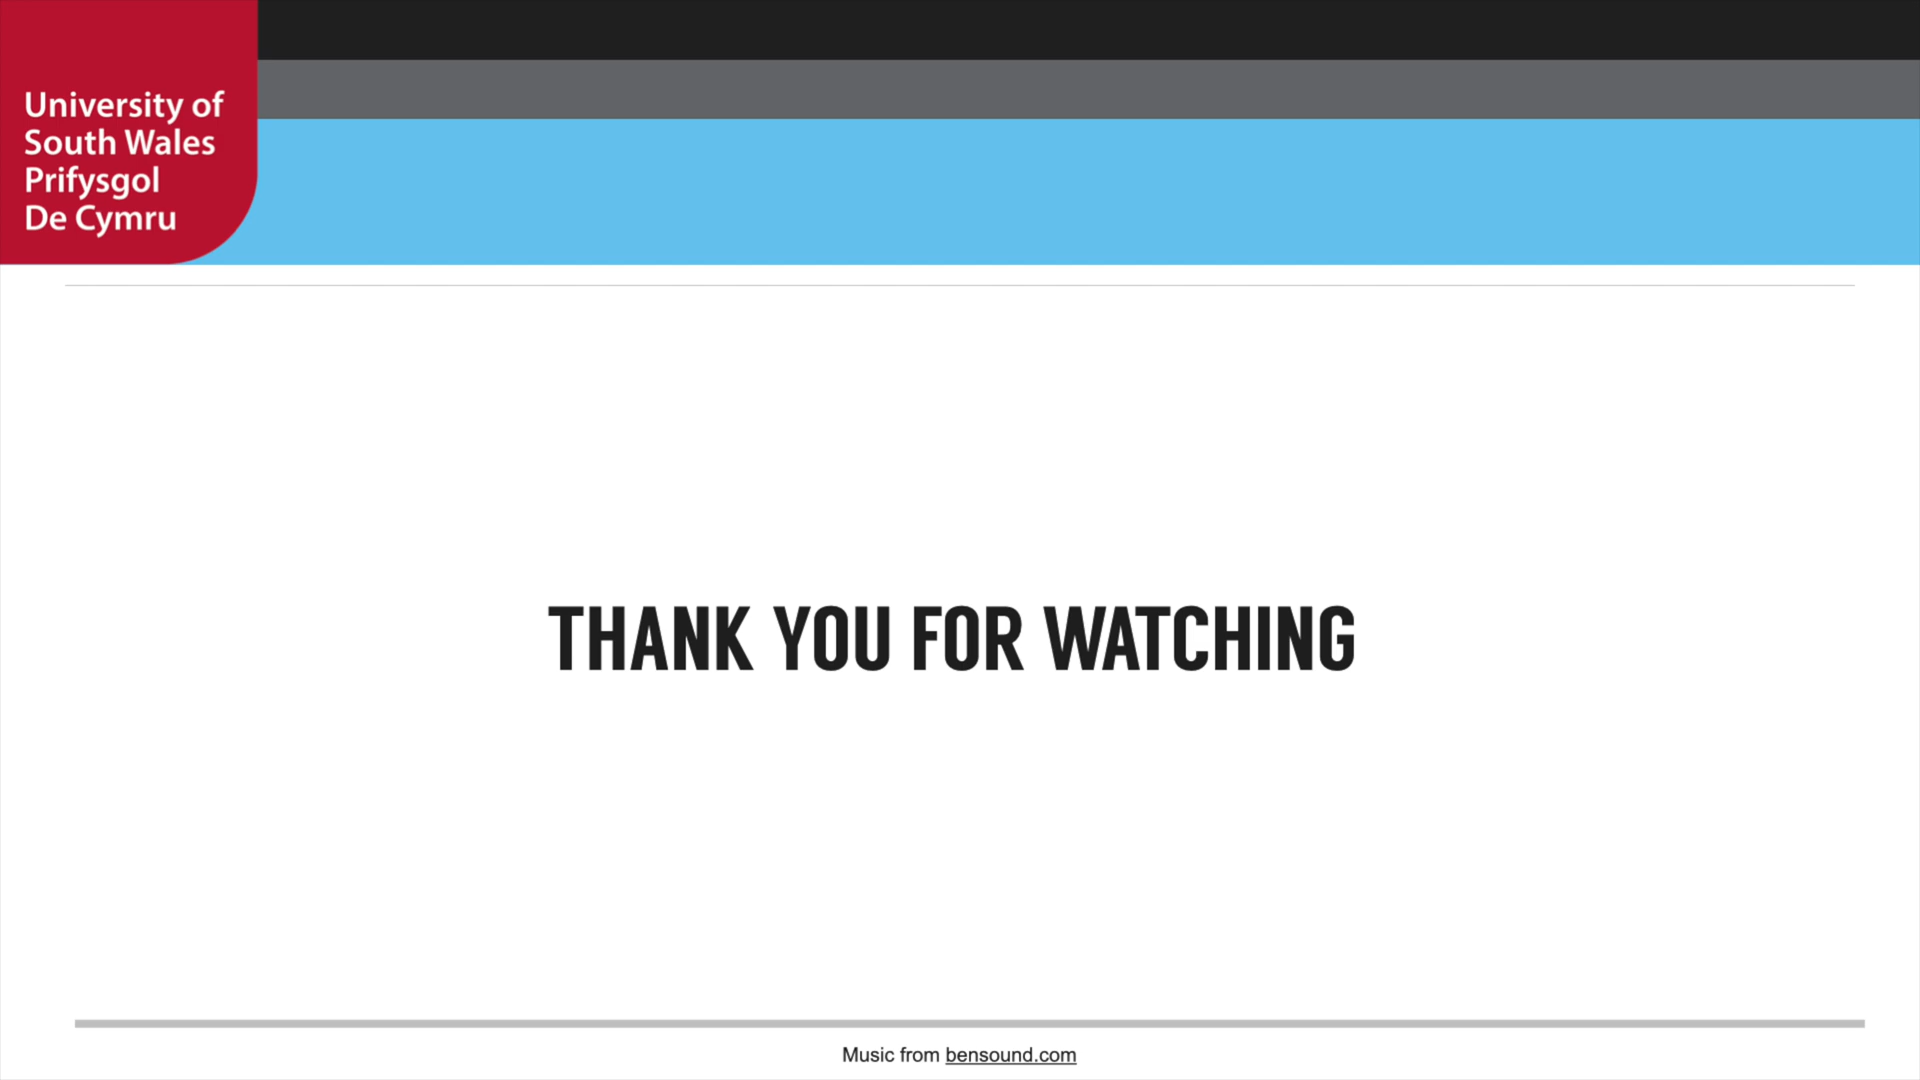 University of
South Wales
Prifysgol
De Cymru
THANK YOU FOR WATCHING
Music from bensound.com